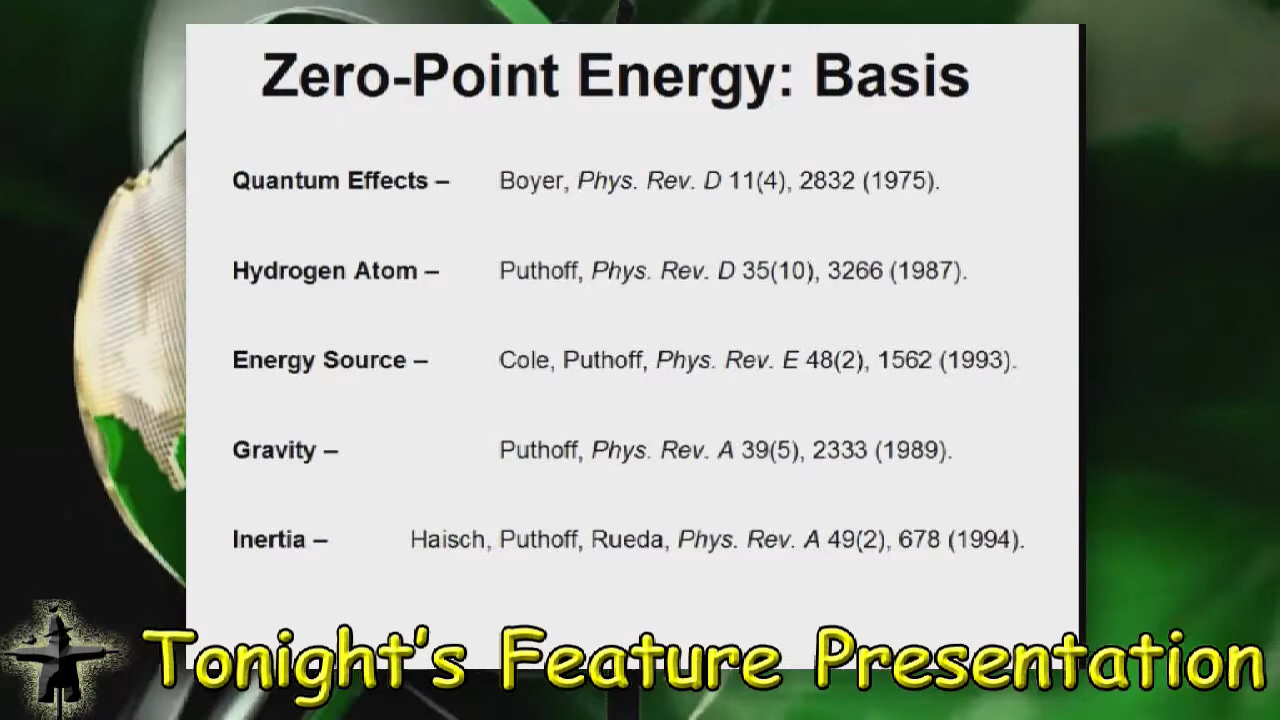 Zero-Point Energy: Basis
Quantum Effects – Boyer, Phys. Rev. D 11(4), 2832 (1975).
Hydrogen Atom – Puthoff, Phys. Rev. D 35(10), 3266 (1987).
Energy Source – Cole, Puthoff, Phys. Rev. E 48(2), 1562 (1993).
Gravity – Puthoff, Phys. Rev. A 39(5), 2333 (1989).
Inertia – Haisch, Puthoff, Rueda, Phys. Rev. A 49(2), 678 (1994).
Tonight's Feature Presentation